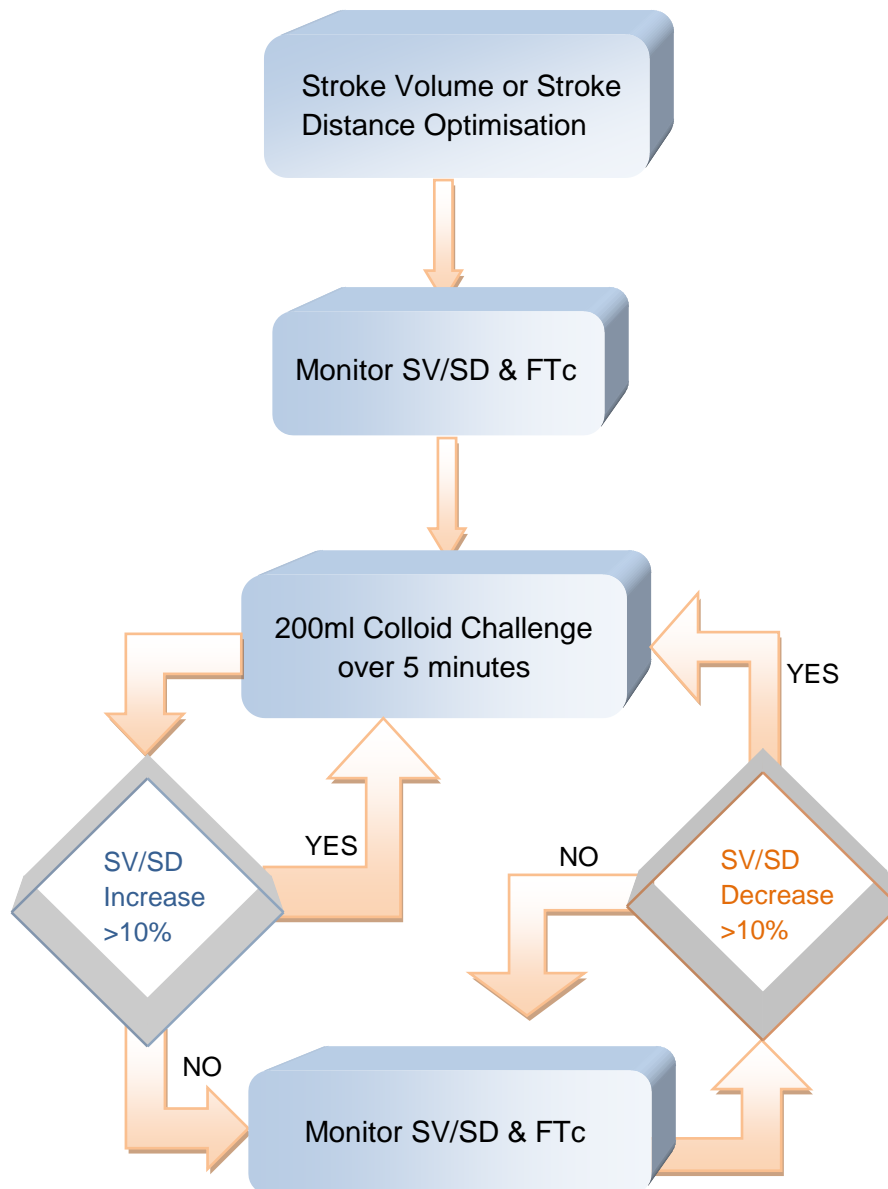 Stroke Volume or Stroke
Distance Optimisation
Monitor SV/SD & FTc
200ml Colloid Challenge
over 5 minutes
YES
YES
NO
SV/SD
Increase
>10%
SV/SD
Decrease
>10%
NO
Monitor SV/SD & FTc